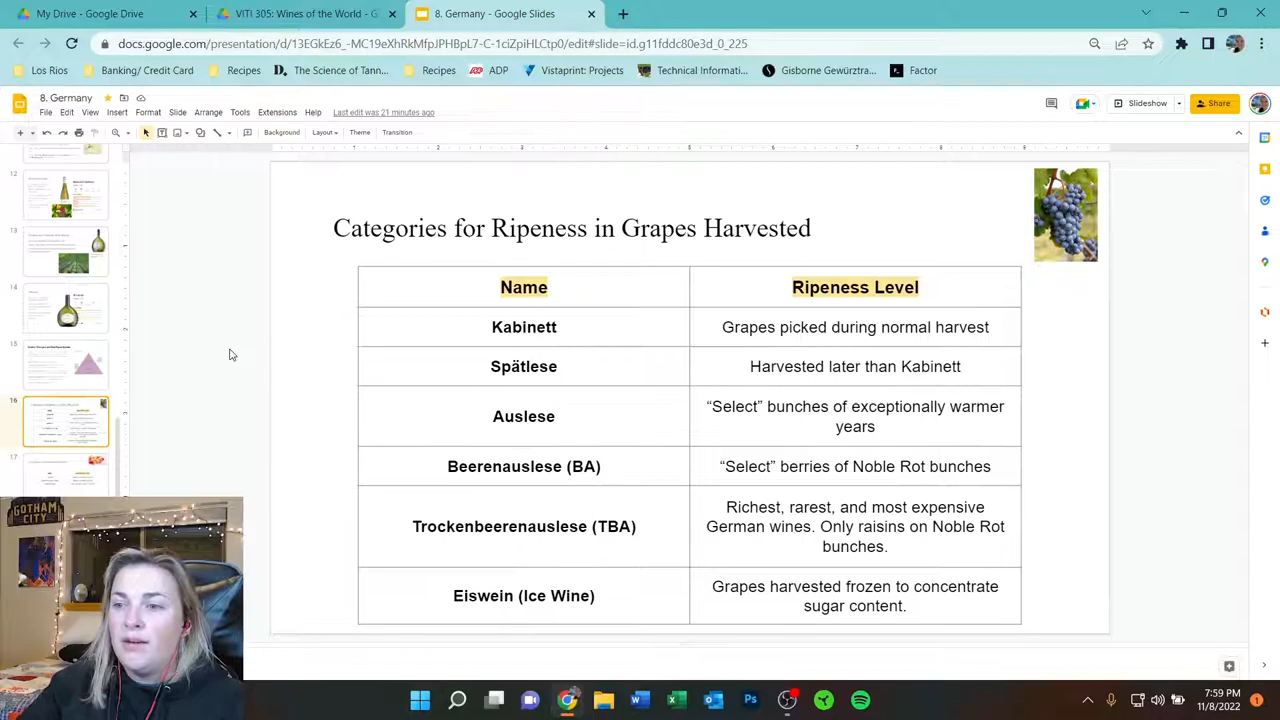 My Drive - Google Drive
VITI 305: Wines of the World - G
8. Germany - Google Slides
docs.google.com/presentation/d/13EGkEz6_-MC19eXhRkMfpJPHBpL7-C-1ciZpiHLCtp0/edit#slide=id.g11fddc80e3d_0_225
Los Rios
Banking/ Credit Card
Recipes
The Science of Tann...
Recipes
ADP
Vistaprint: Projects
Technical Informati...
Gisborne Gewürztra...
Factor
8. Germany
File Edit View Insert Format Slide Arrange Tools Extensions Help Last edit was 21 minutes ago
Slideshow
Share
Background Layout Theme Transition
12
13
14
15
16
17
Categories for Ripeness in Grapes Harvested
Name
Ripeness Level
Kabinett
Grapes picked during normal harvest
Spätlese
Harvested later than Kabinett
Auslese
“Select” bunches of exceptionally warmer
years
Beerenauslese (BA)
“Select” berries of Noble Rot bunches
Trockenbeerenauslese (TBA)
Richest, rarest, and most expensive
German wines. Only raisins on Noble Rot
bunches.
Eiswein (Ice Wine)
Grapes harvested frozen to concentrate
sugar content.
GOTHAM
CITY
7:59 PM
11/8/2022